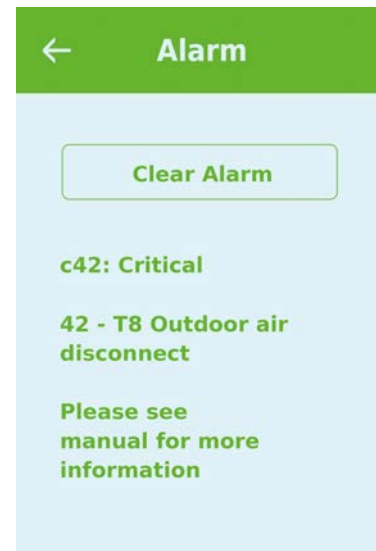 Alarm
Clear Alarm
c42: Critical
42 - T8 Outdoor air
disconnect
Please see
manual for more
information